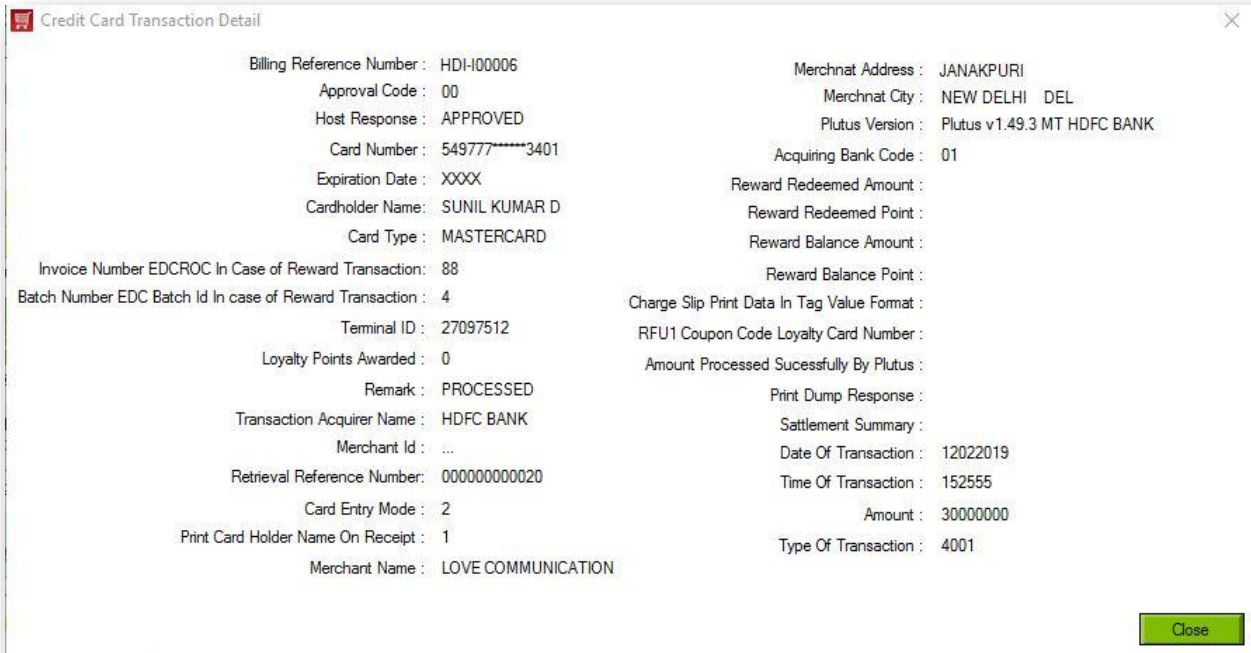 Credit Card Transaction Detail
Billing Reference Number : HDI-I00006
Approval Code : 00
Host Response : APPROVED
Card Number : 549777******3401
Expiration Date : XXXX
Cardholder Name: SUNIL KUMAR D
Card Type : MASTERCARD
Invoice Number EDCROC In Case of Reward Transaction: 88
Batch Number EDC Batch Id In case of Reward Transaction : 4
Terminal ID : 27097512
Loyalty Points Awarded : 0
Remark : PROCESSED
Transaction Acquirer Name : HDFC BANK
Merchant Id : ...
Retrieval Reference Number: 000000000020
Card Entry Mode : 2
Print Card Holder Name On Receipt : 1
Merchant Name : LOVE COMMUNICATION
Merchnat Address : JANAKPURI
Merchnat City : NEW DELHI DEL
Plutus Version : Plutus v1.49.3 MT HDFC BANK
Acquiring Bank Code : 01
Reward Redeemed Amount :
Reward Redeemed Point :
Reward Balance Amount :
Reward Balance Point :
Charge Slip Print Data In Tag Value Format :
RFU1 Coupon Code Loyalty Card Number :
Amount Processed Sucessfully By Plutus :
Print Dump Response :
Sattlement Summary :
Date Of Transaction : 12022019
Time Of Transaction : 152555
Amount : 30000000
Type Of Transaction : 4001
Close